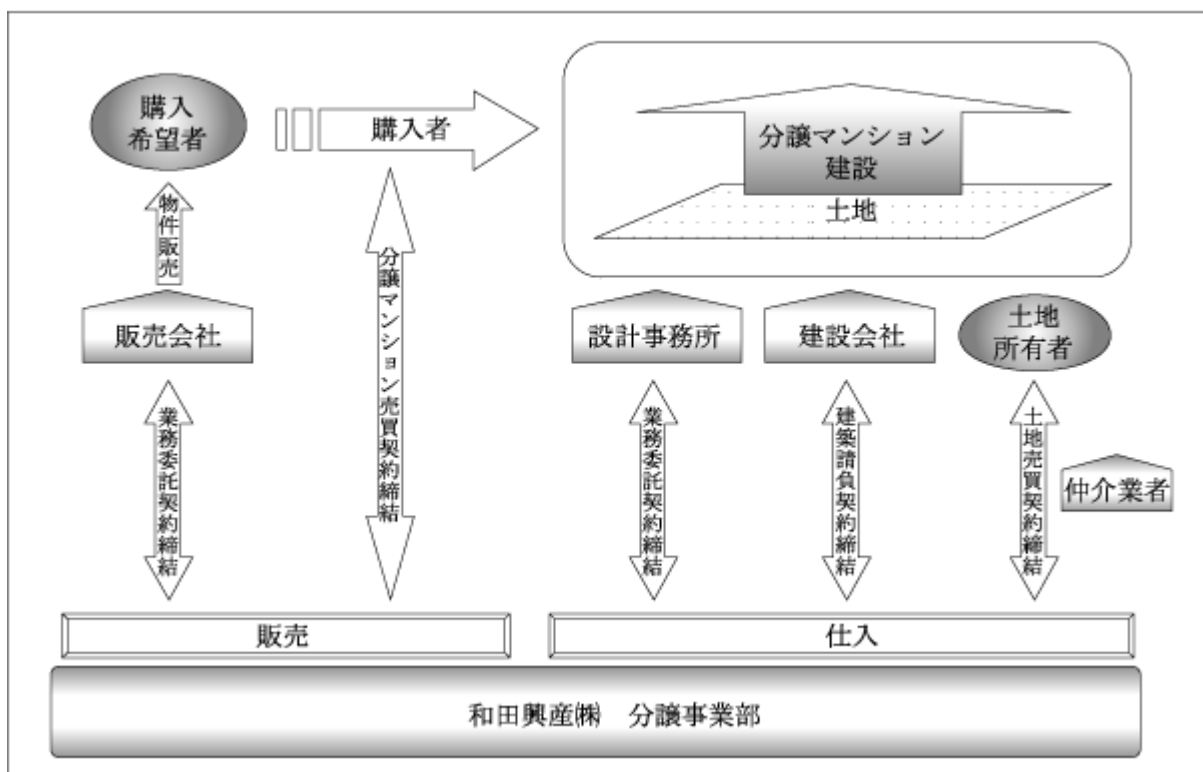 購入
希望者
購入者
分譲マンション
建設
土地
物件販売
分譲マンション売買契約締結
販売会社
設計事務所
建設会社
土地
所有者
業務委託契約締結
業務委託契約締結
建築請負契約締結
土地売買契約締結
仲介業者
販売
仕入
和田興産㈱ 分譲事業部